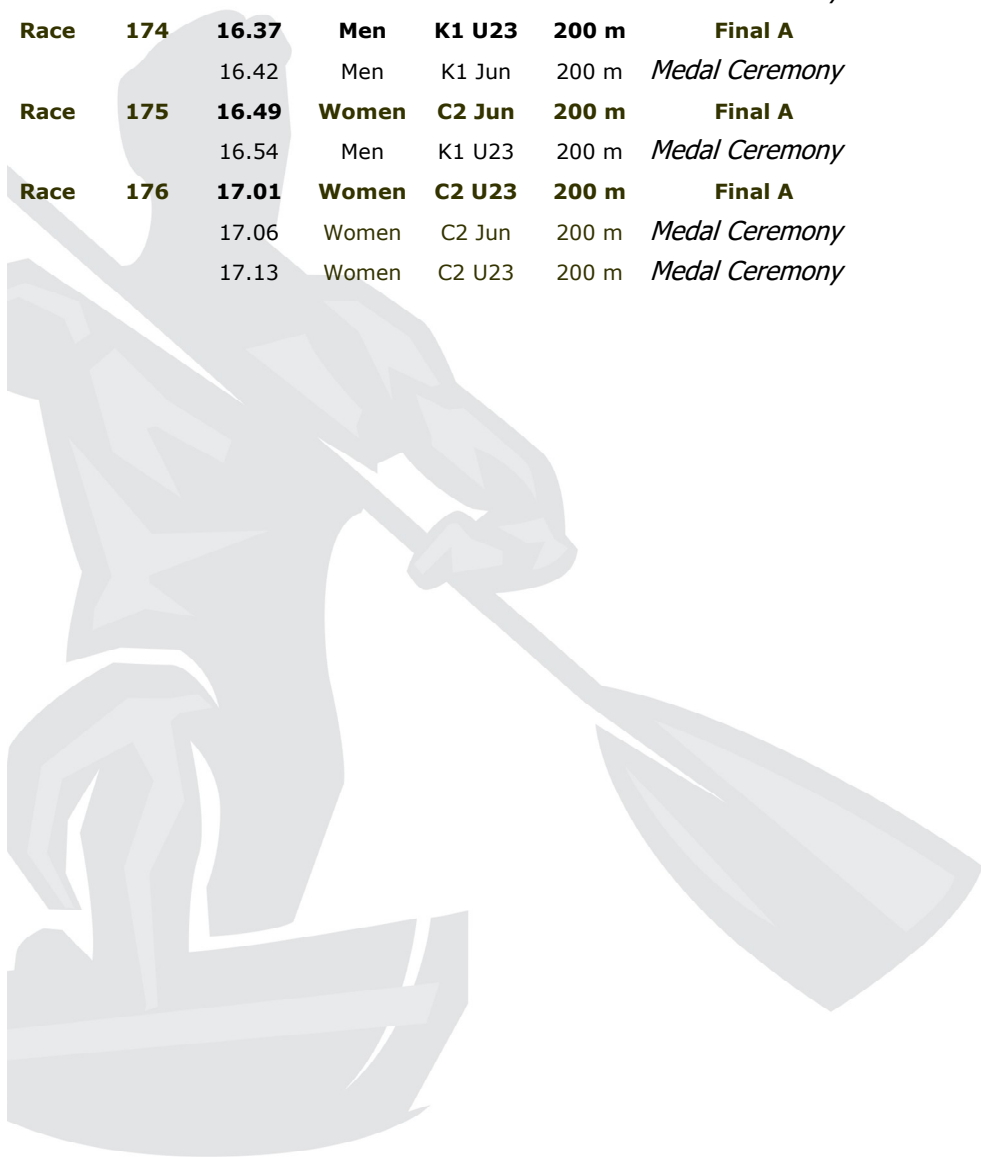 Race 174 16.37 Men K1 U23 200 m Final A
16.42 Men K1 Jun 200 m Medal Ceremony
Race 175 16.49 Women C2 Jun 200 m Final A
16.54 Men K1 U23 200 m Medal Ceremony
Race 176 17.01 Women C2 U23 200 m Final A
17.06 Women C2 Jun 200 m Medal Ceremony
17.13 Women C2 U23 200 m Medal Ceremony